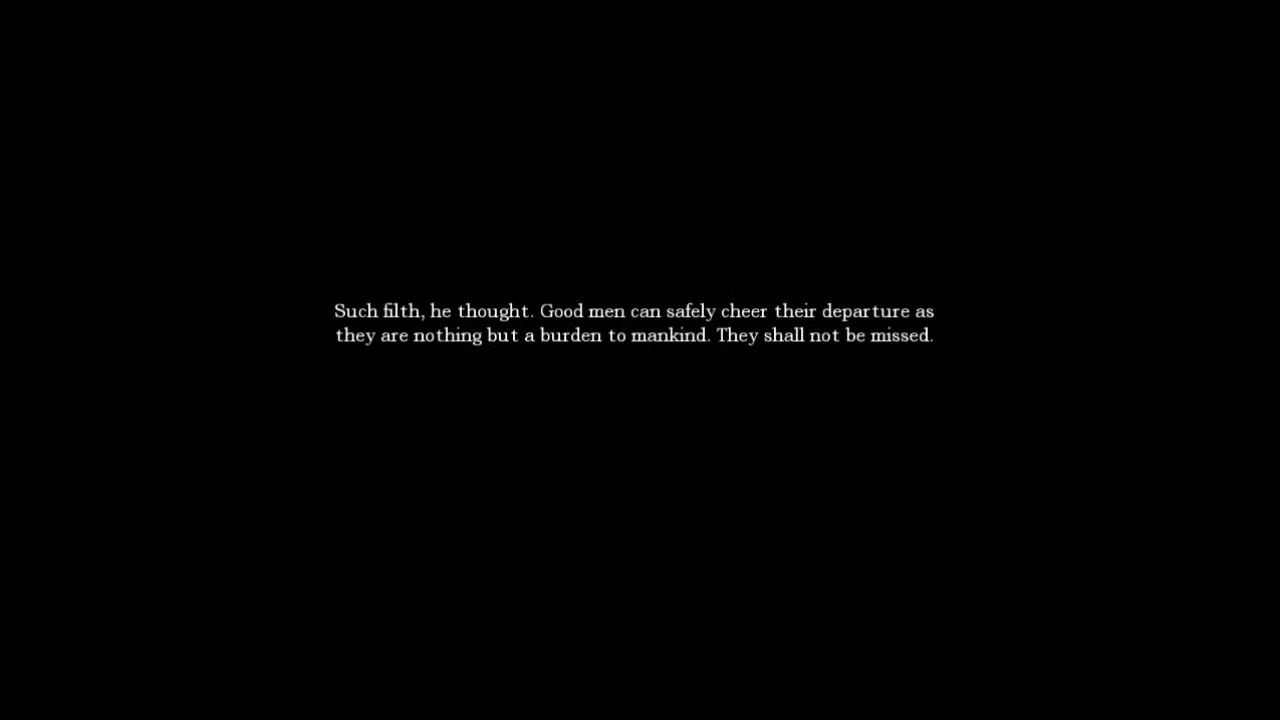 Such filth, he thought. Good men can safely cheer their departure as
they are nothing but a burden to mankind. They shall not be missed.